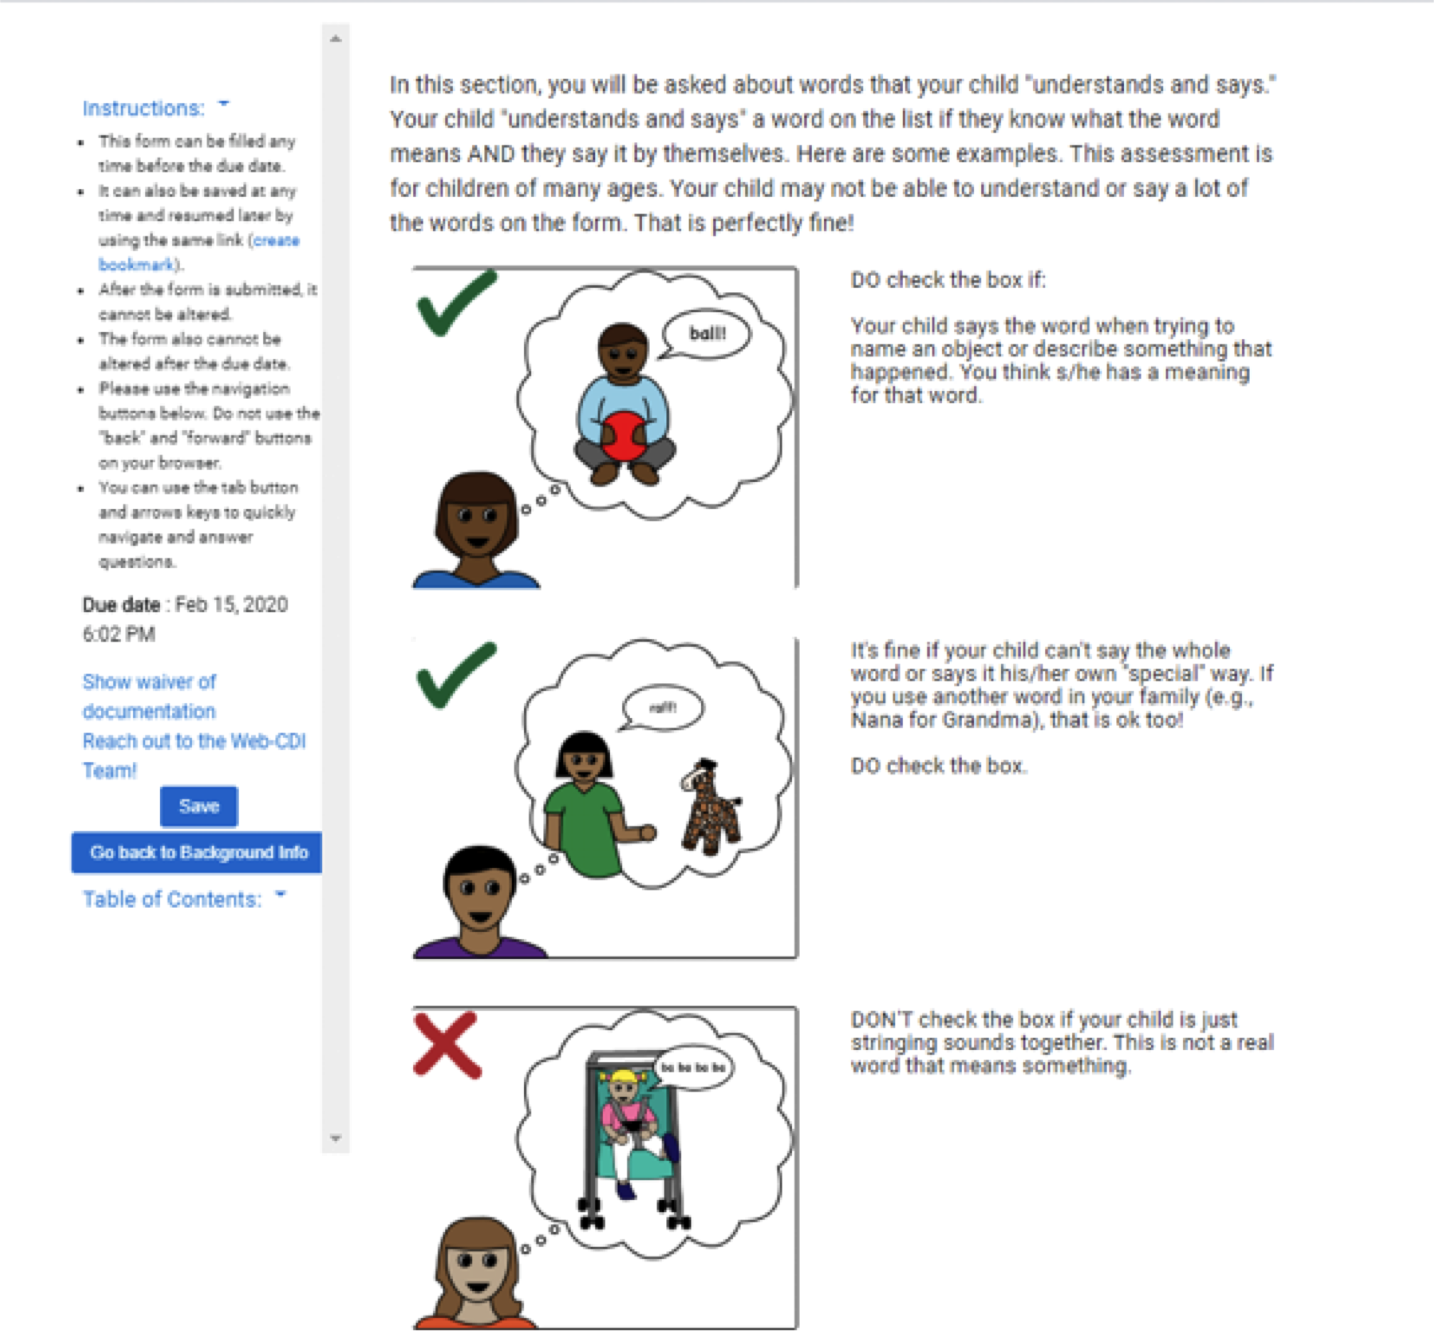 Instructions:
This form can be filled any
time before the due date.
It can also be saved at any
time and resumed later by
using the same link (create
bookmark).
After the form is submitted, it
cannot be altered.
The form also cannot be
altered after the due date.
Please use the navigation
buttons below. Do not use the
"back" and "forward" buttons
on your browser.
You can use the tab button
and arrows keys to quickly
navigate and answer
questions.
Due date : Feb 15, 2020
6:02 PM
Show waiver of
documentation
Reach out to the Web-CDI
Team!
Save
Go back to Background Info
Table of Contents:
In this section, you will be asked about words that your child "understands and says."
Your child "understands and says" a word on the list if they know what the word
means AND they say it by themselves. Here are some examples. This assessment is
for children of many ages. Your child may not be able to understand or say a lot of
the words on the form. That is perfectly fine!
ball!
DO check the box if:
Your child says the word when trying to
name an object or describe something that
happened. You think s/he has a meaning
for that word.
raff!
It's fine if your child can't say the whole
word or says it his/her own "special" way. If
you use another word in your family (e.g.,
Nana for Grandma), that is ok too!
DO check the box.
ba ba ba ba
DON'T check the box if your child is just
stringing sounds together. This is not a real
word that means something.